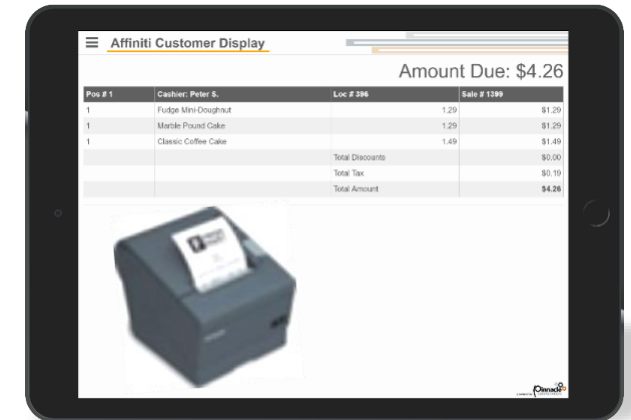 Affiniti Customer Display
Amount Due: $4.26
Pos # 1 Cashier: Peter S. Loc # 396 Sale # 1399
1 Fudge Mini-Doughnut 1.29 $1.29
1 Marble Pound Cake 1.29 $1.29
1 Classic Coffee Cake 1.49 $1.49
Total Discounts $0.00
Total Tax $0.19
Total Amount $4.26
Pinnacle